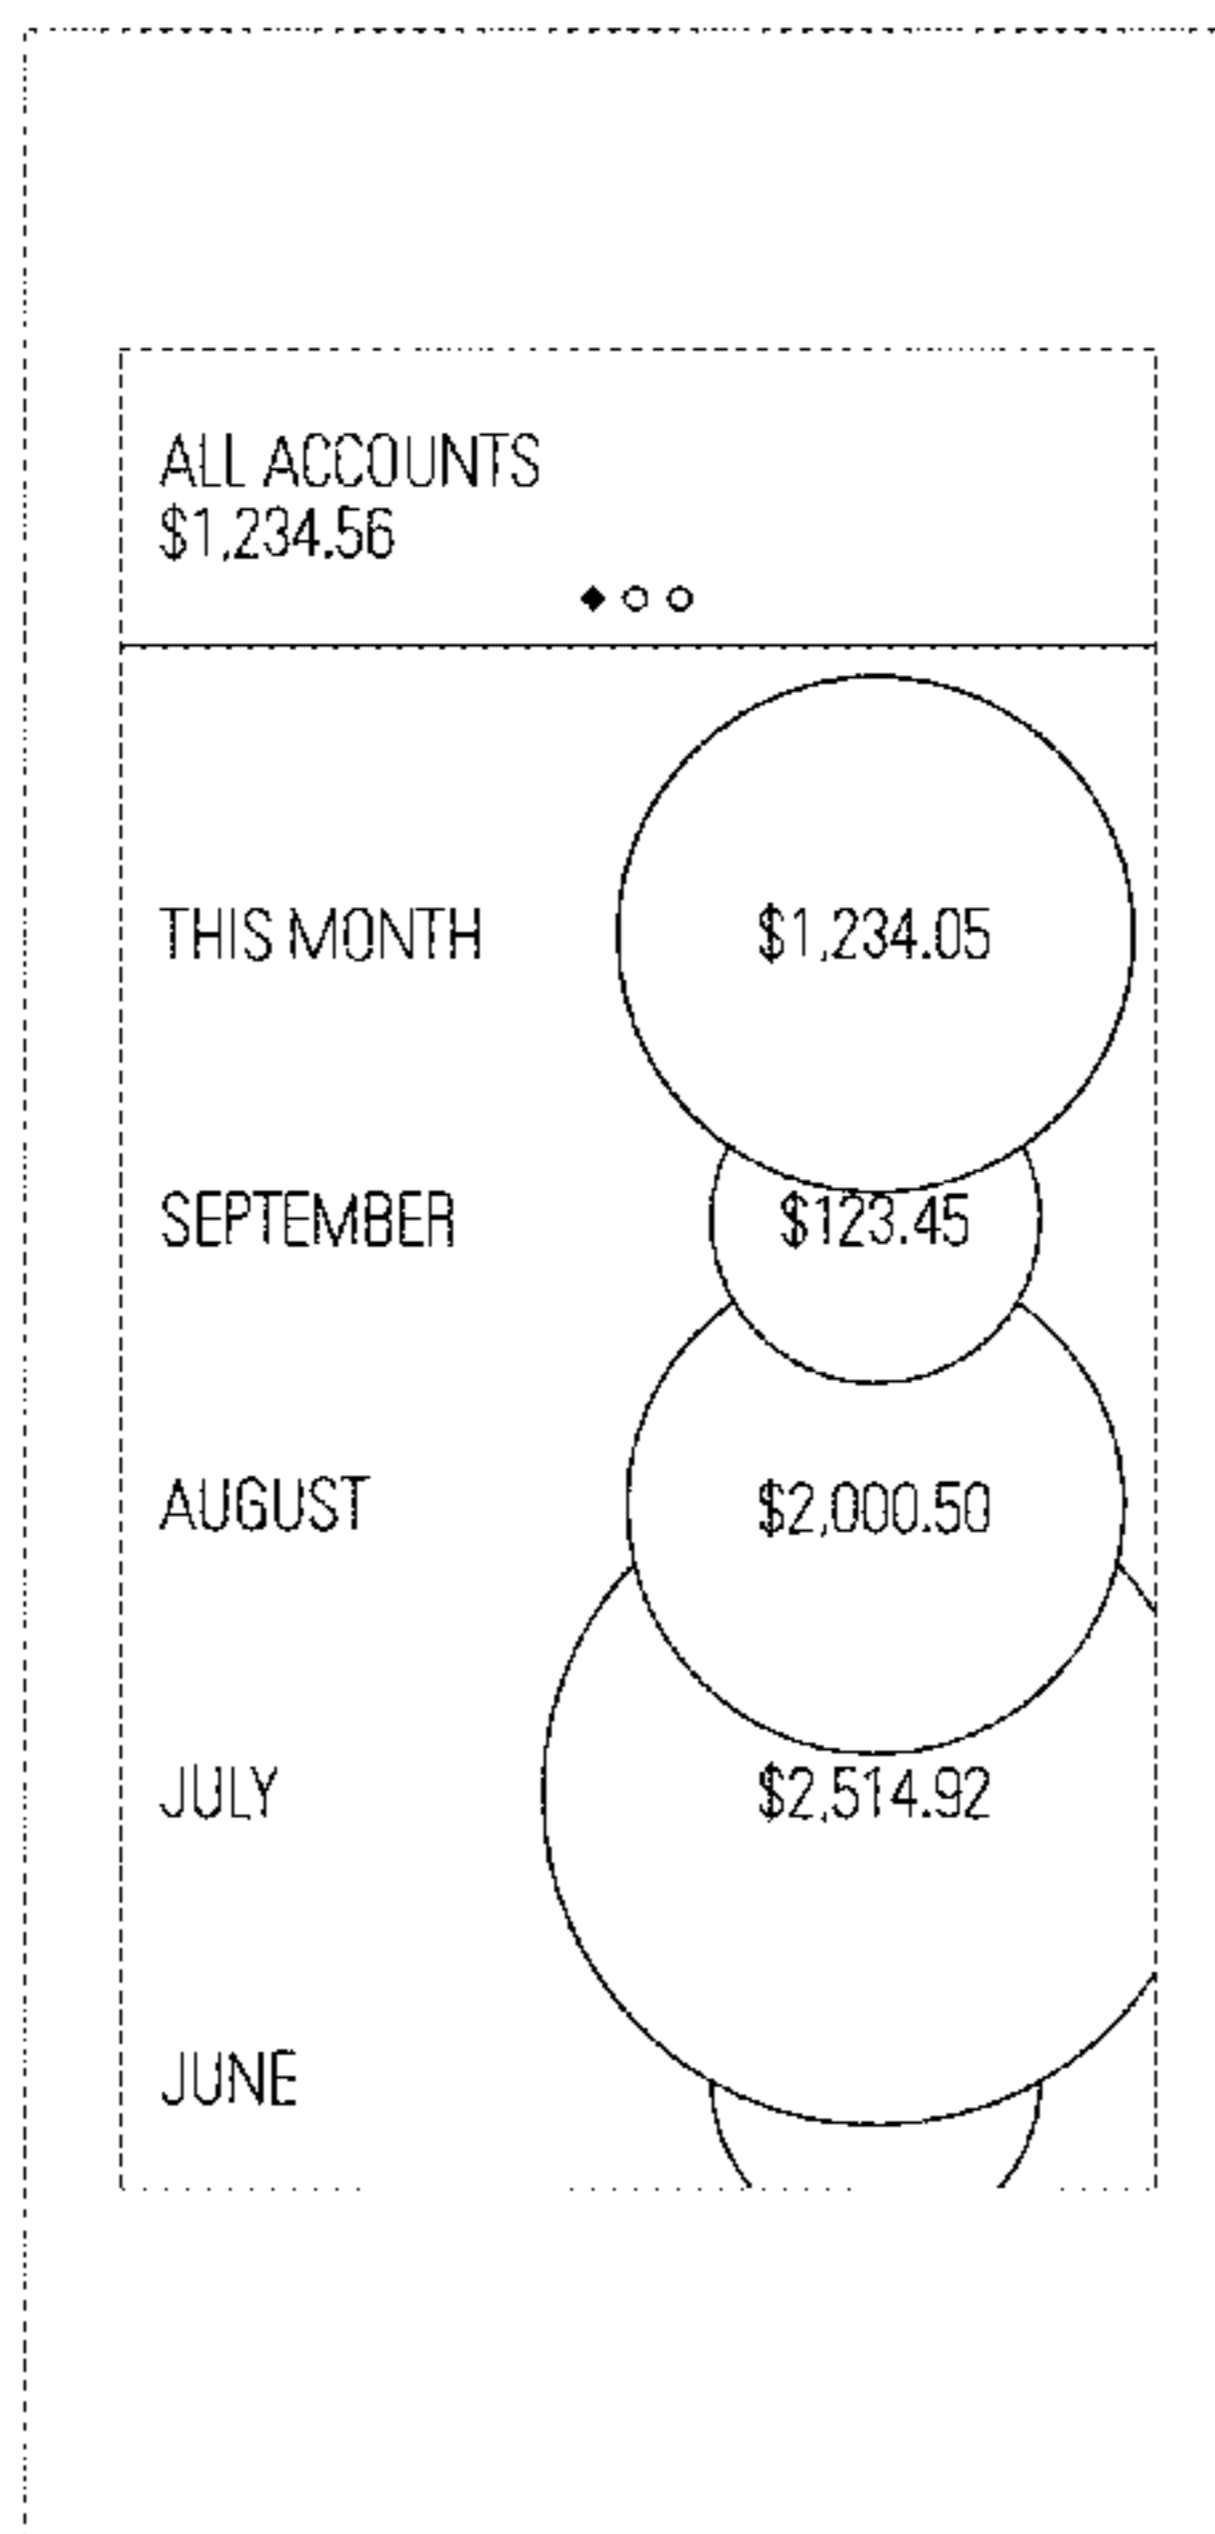 ALL ACCOUNTS
$1,234.56
THIS MONTH $1,234.05
SEPTEMBER $123.45
AUGUST $2,000.50
JULY $2,514.92
JUNE